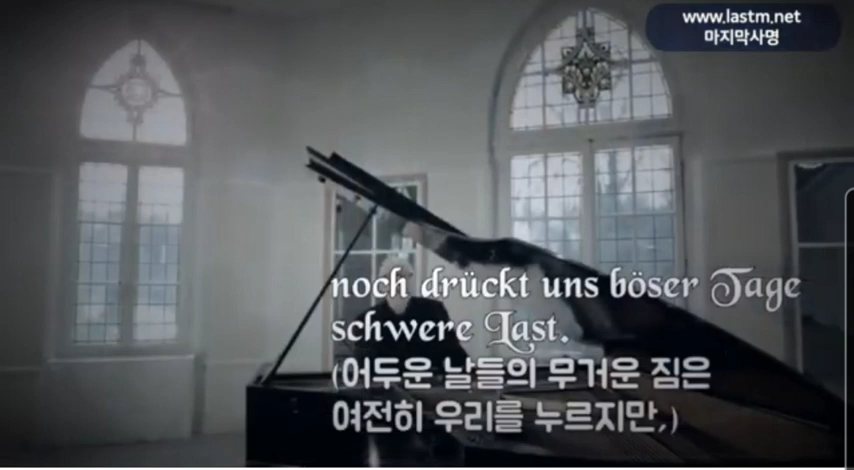 www.lastm.net
마지막사명
noch drückt uns böser Tage
schwere Last.
(어두운 날들의 무거운 짐은
여전히 우리를 누르지만,)